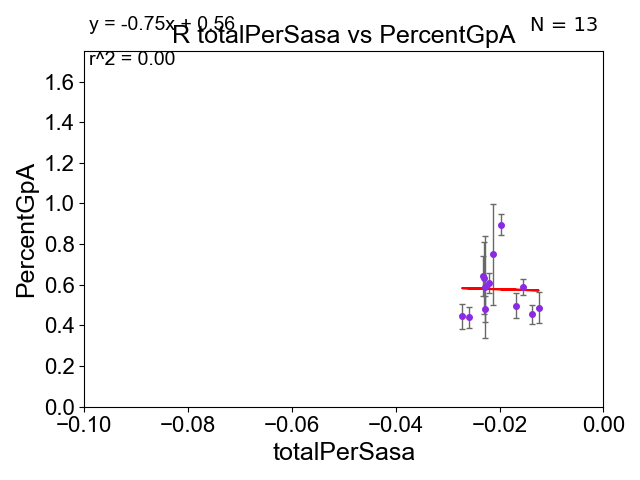 y = -0.75x + 0.56
R totalPerSasa vs PercentGpA
N = 13
r^2 = 0.00
PercentGpA
1.6
1.4
1.2
1.0
0.8
0.6
0.4
0.2
0.0
−0.10
−0.08
−0.06
−0.04
−0.02
0.00
totalPerSasa